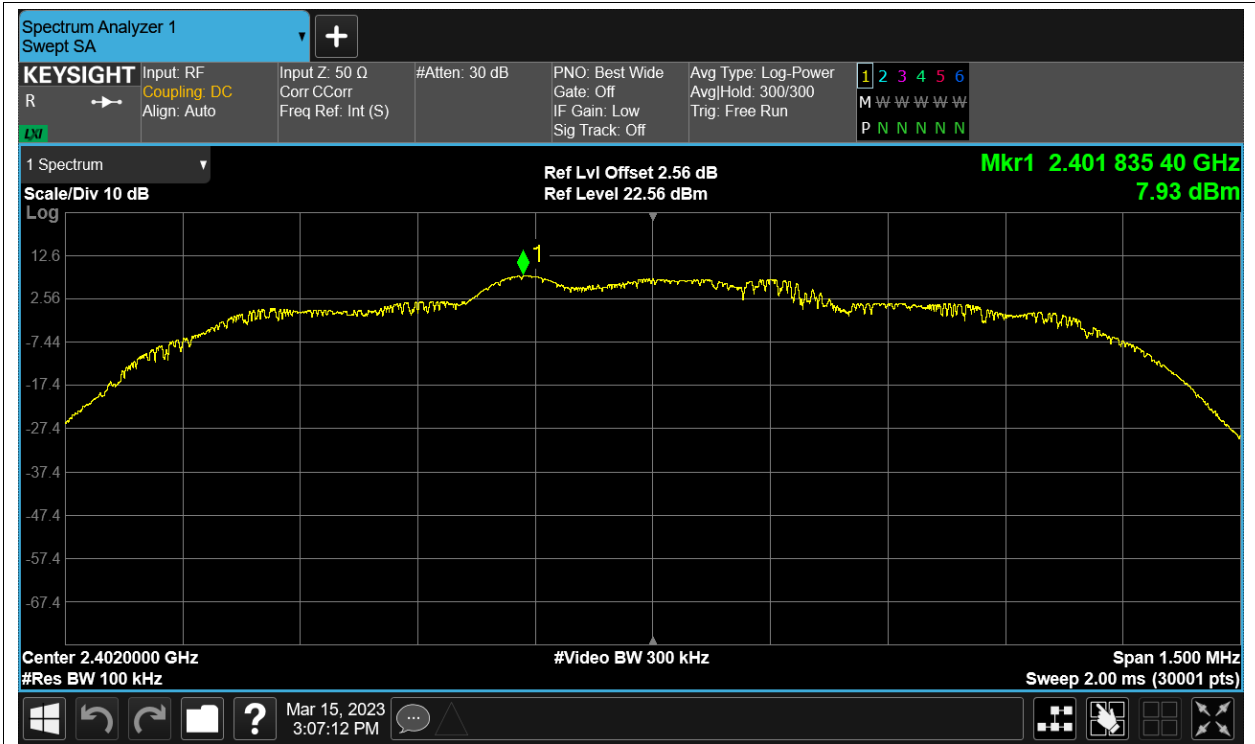 Spectrum Analyzer 1
Swept SA
+
KEYSIGHT
R
LXI
Input: RF
Coupling: DC
Align: Auto
Input Z: 50 Ω
Corr CCorr
Freq Ref: Int (S)
#Atten: 30 dB
PNO: Best Wide
Gate: Off
IF Gain: Low
Sig Track: Off
Avg Type: Log-Power
Avg|Hold: 300/300
Trig: Free Run
1 2 3 4 5 6
M W W W W W
P N N N N N
1 Spectrum
Scale/Div 10 dB
Log
Ref Lvl Offset 2.56 dB
Ref Level 22.56 dBm
Mkr1 2.401 835 40 GHz
7.93 dBm
1
12.6
2.56
-7.44
-17.4
-27.4
-37.4
-47.4
-57.4
-67.4
Center 2.4020000 GHz
#Res BW 100 kHz
#Video BW 300 kHz
Span 1.500 MHz
Sweep 2.00 ms (30001 pts)
?
Mar 15, 2023
3:07:12 PM